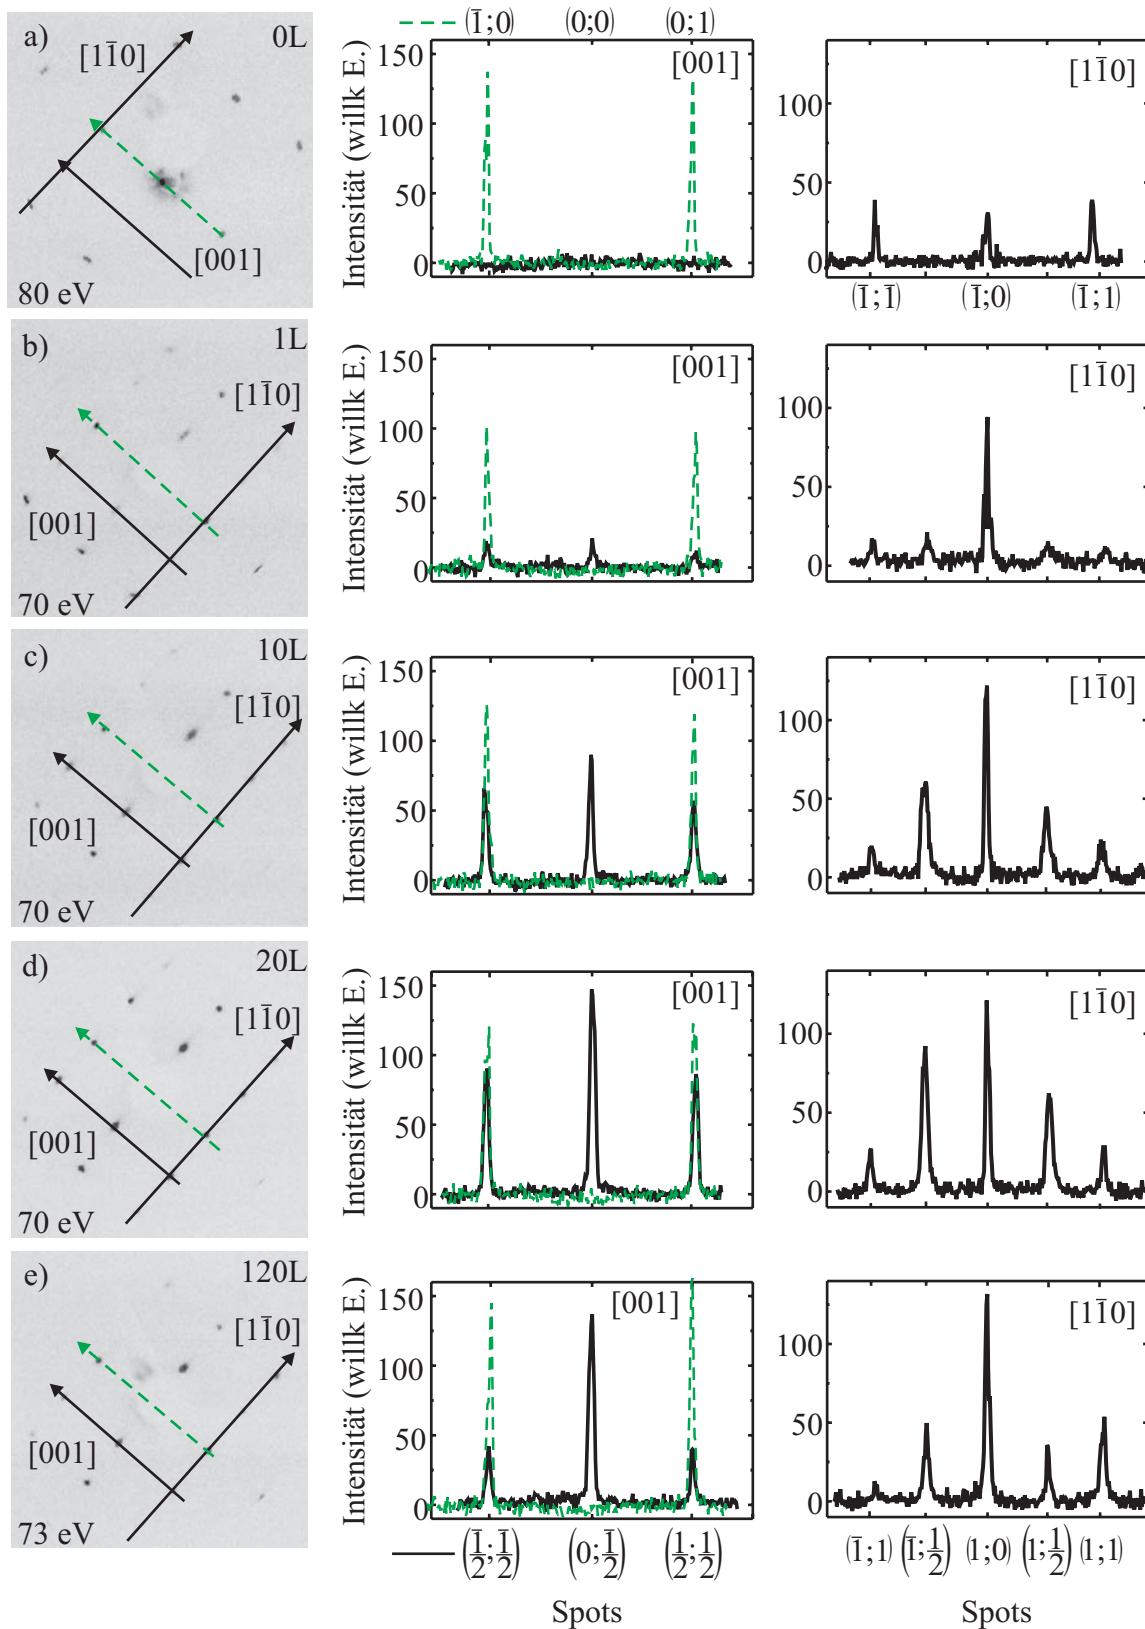 (1̅;0) (0;0) (0;1)
a) 0L
[11̅0]
[001]
80 eV
Intensität (willk E.)
150
100
50
0
[001]
100
50
0
[11̅0]
(1̅;1̅) (1̅;0) (1̅;1)
b) 1L
[11̅0]
[001]
70 eV
Intensität (willk E.)
150
100
50
0
[001]
100
50
0
[11̅0]
c) 10L
[11̅0]
[001]
70 eV
Intensität (willk E.)
150
100
50
0
[001]
100
50
0
[11̅0]
d) 20L
[11̅0]
[001]
70 eV
Intensität (willk E.)
150
100
50
0
[001]
100
50
0
[11̅0]
e) 120L
[11̅0]
[001]
73 eV
Intensität (willk E.)
150
100
50
0
[001]
100
50
0
[11̅0]
(1̅/2;1̅/2) (0;1̅/2) (1/2;1/2)
(1̅;1) (1̅;1/2) (1;0) (1;1/2) (1;1)
Spots Spots